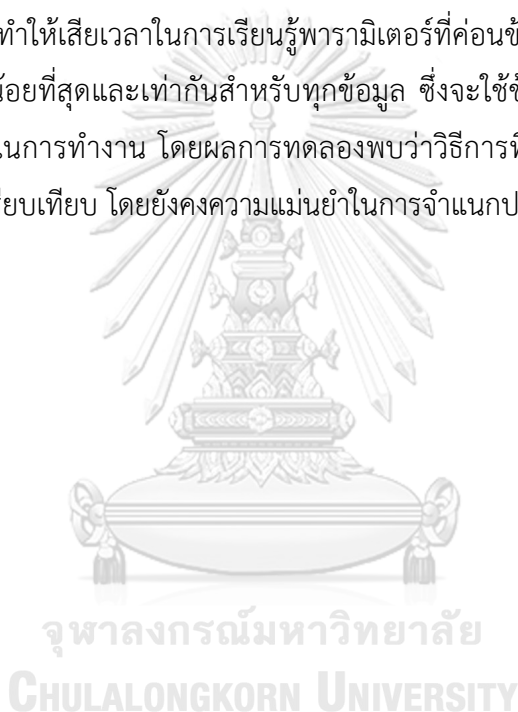 ทำให้เสียเวลาในการเรียนรู้พารามิเตอร์ที่ค่อนข้
น้อยที่สุดและเท่ากันสำหรับทุกข้อมูล ซึ่งจะใช้ข้
ในการทำงาน โดยผลการทดลองพบว่าวิธีการที่
รียบเทียบ โดยยังคงความแม่นยำในการจำแนกป
จุฬาลงกรณ์มหาวิทยาลัย
CHULALONGKORN UNIVERSITY